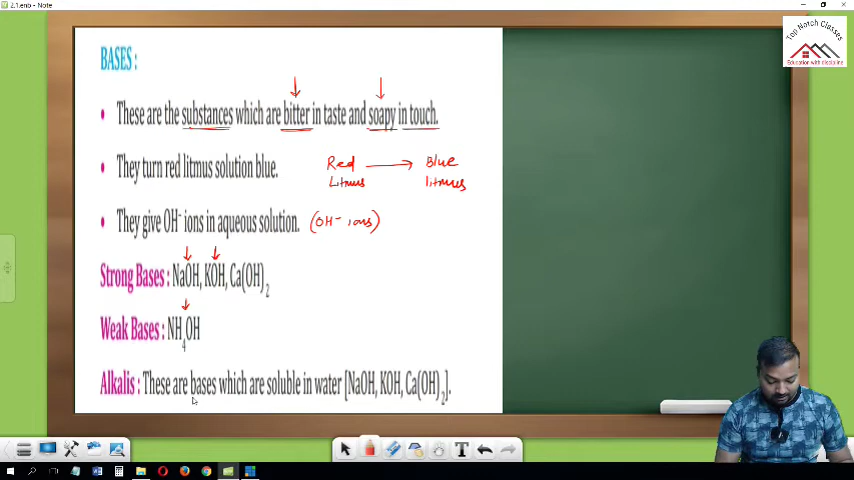 2.1.enb - Note
Top Notch Classes
Education with discipline
BASES :
• These are the substances which are bitter in taste and soapy in touch.
• They turn red litmus solution blue.
Red → Blue
Litmus litmus
• They give OH⁻ ions in aqueous solution. (OH⁻ ions)
Strong Bases : NaOH, KOH, Ca(OH)₂
Weak Bases : NH₄OH
Alkalis : These are bases which are soluble in water [NaOH, KOH, Ca(OH)₂].